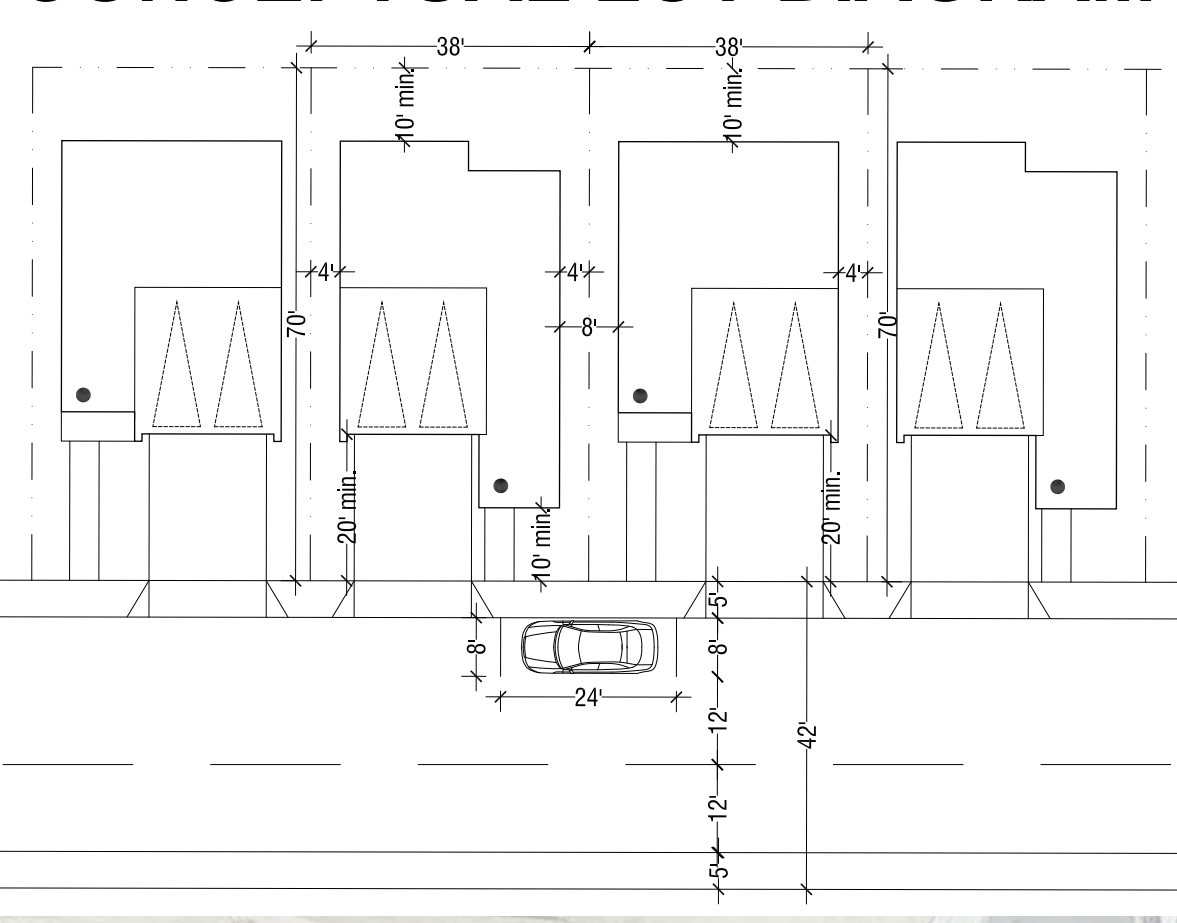 38' 38'
10' min. 10' min.
4' 4' 4'
70' 8' 70'
20' min. 10' min. 20' min.
5'
8' 8'
24'
12'
42'
12'
5'